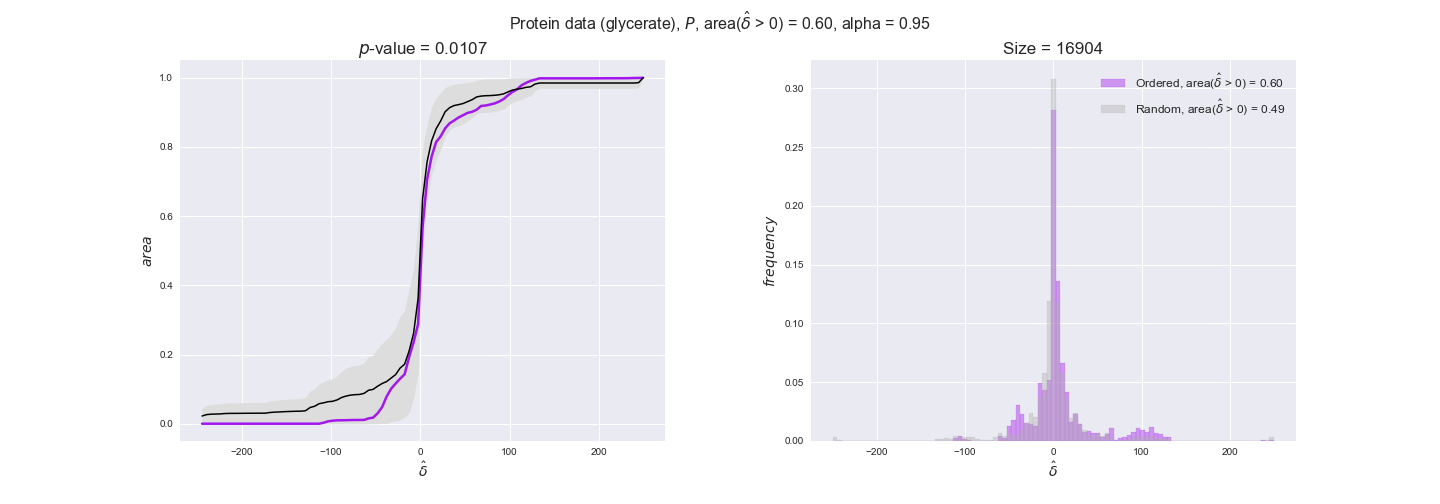 Protein data (glycerate), P, area(δ̂ > 0) = 0.60, alpha = 0.95
p-value = 0.0107
1.0
0.8
0.6
0.4
0.2
0.0
area
−200
−100
0
100
200
δ̂
Size = 16904
Ordered, area(δ̂ > 0) = 0.60
Random, area(δ̂ > 0) = 0.49
0.30
0.25
0.20
0.15
0.10
0.05
0.00
frequency
−200
−100
0
100
200
δ̂